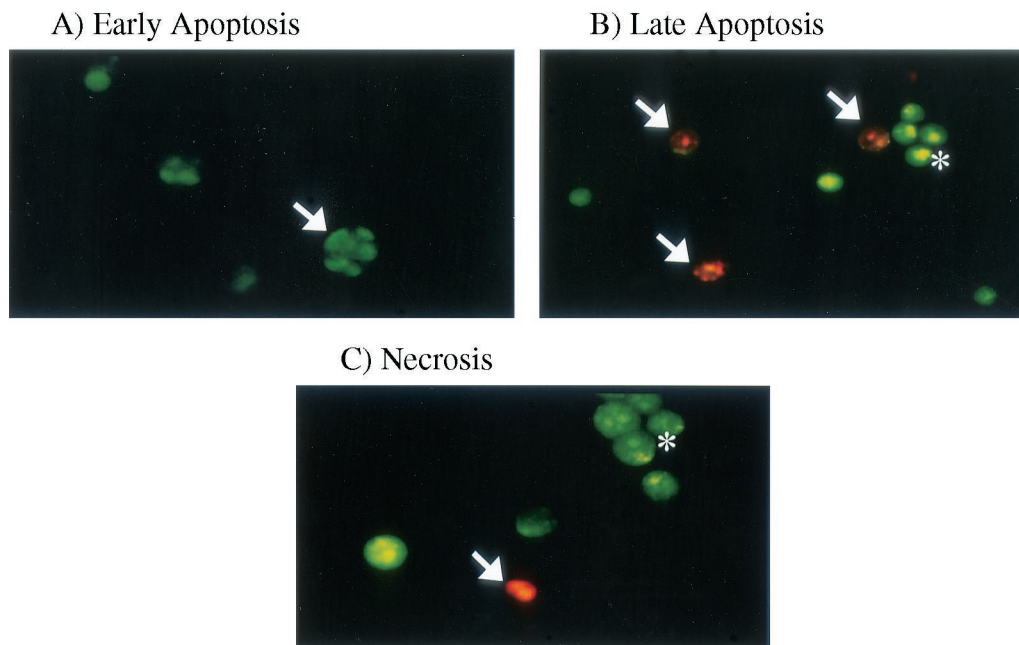 A) Early Apoptosis
B) Late Apoptosis
*
C) Necrosis
*